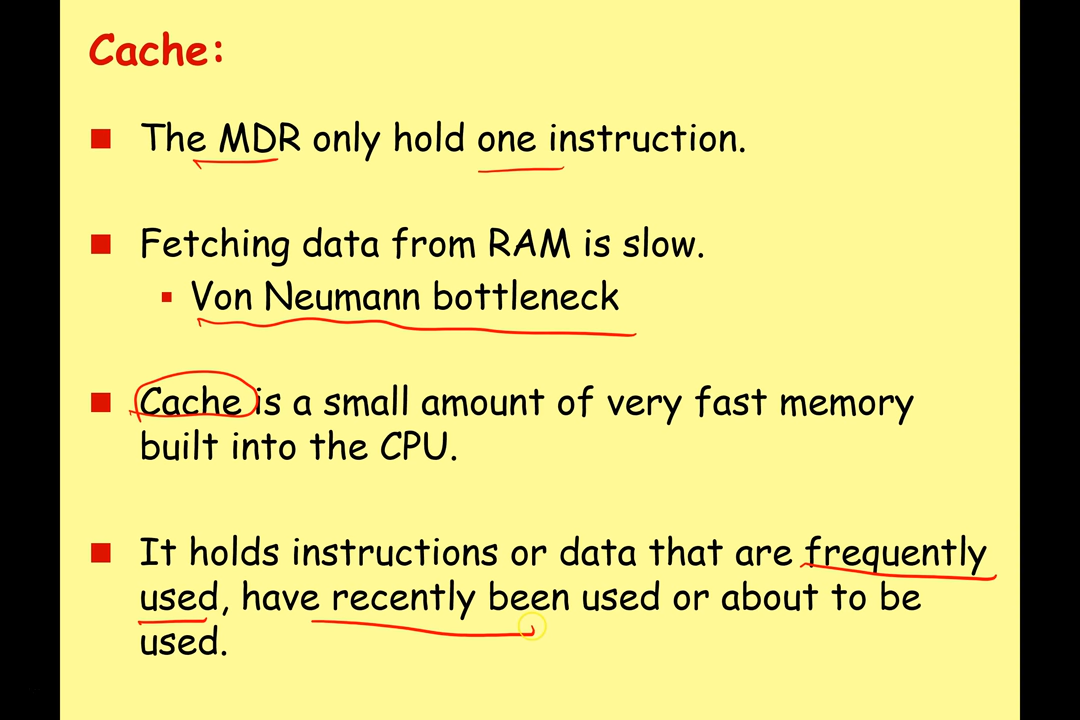 Cache:
The MDR only hold one instruction.
Fetching data from RAM is slow.
Von Neumann bottleneck
Cache is a small amount of very fast memory
built into the CPU.
It holds instructions or data that are frequently
used, have recently been used or about to be
used.